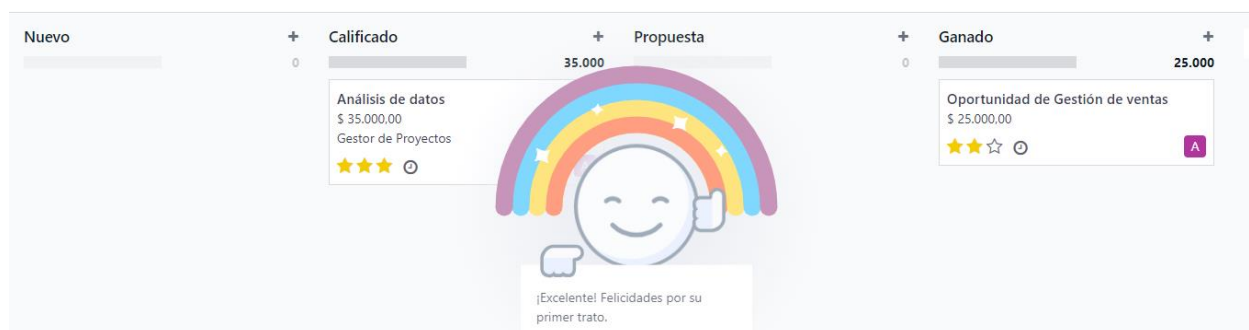 Nuevo
+
0
Calificado
+
35.000
Análisis de datos
$ 35.000,00
Gestor de Proyectos
Propuesta
+
0
Ganado
+
25.000
Oportunidad de Gestión de ventas
$ 25.000,00
A
¡Excelente! Felicidades por su
primer trato.